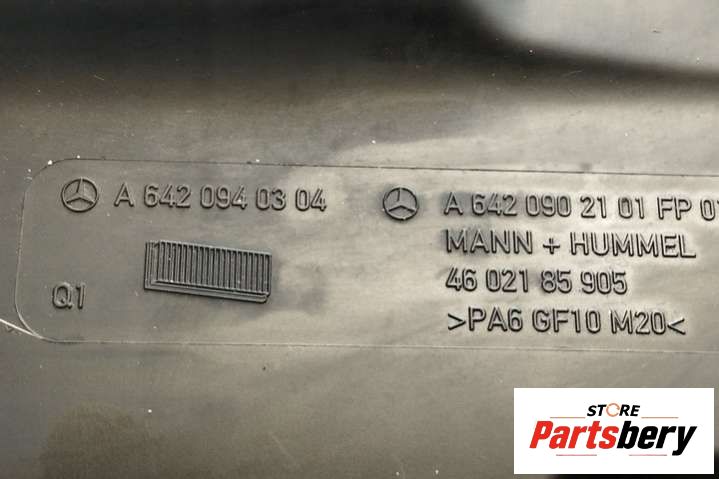 A 642 094 03 04
A 642 090 21 01 FP
MANN + HUMMEL
46 021 85 905
>PA6 GF10 M20<
Q1
STORE
Partsbery